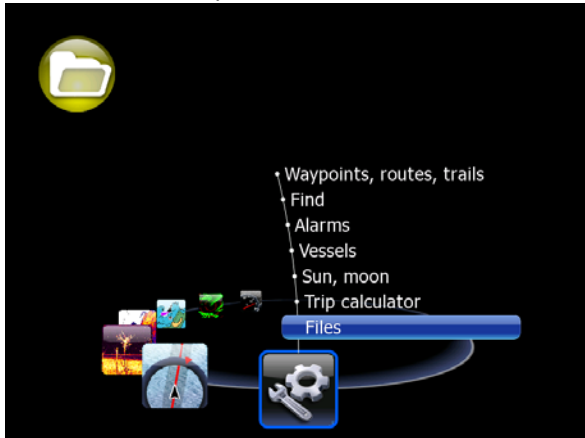 Waypoints, routes, trails
Find
Alarms
Vessels
Sun, moon
Trip calculator
Files